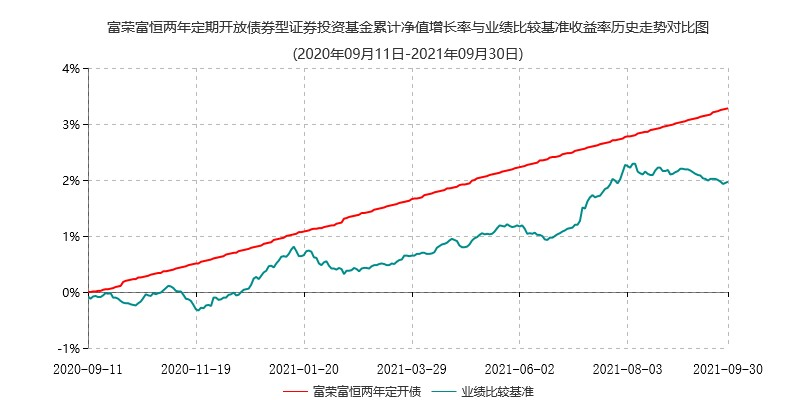 富荣富恒两年定期开放债券型证券投资基金累计净值增长率与业绩比较基准收益率历史走势对比图
(2020年09月11日-2021年09月30日)
4%
3%
2%
1%
0%
-1%
2020-09-11 2020-11-19 2021-01-20 2021-03-29 2021-06-02 2021-08-03 2021-09-30
富荣富恒两年定开债 业绩比较基准